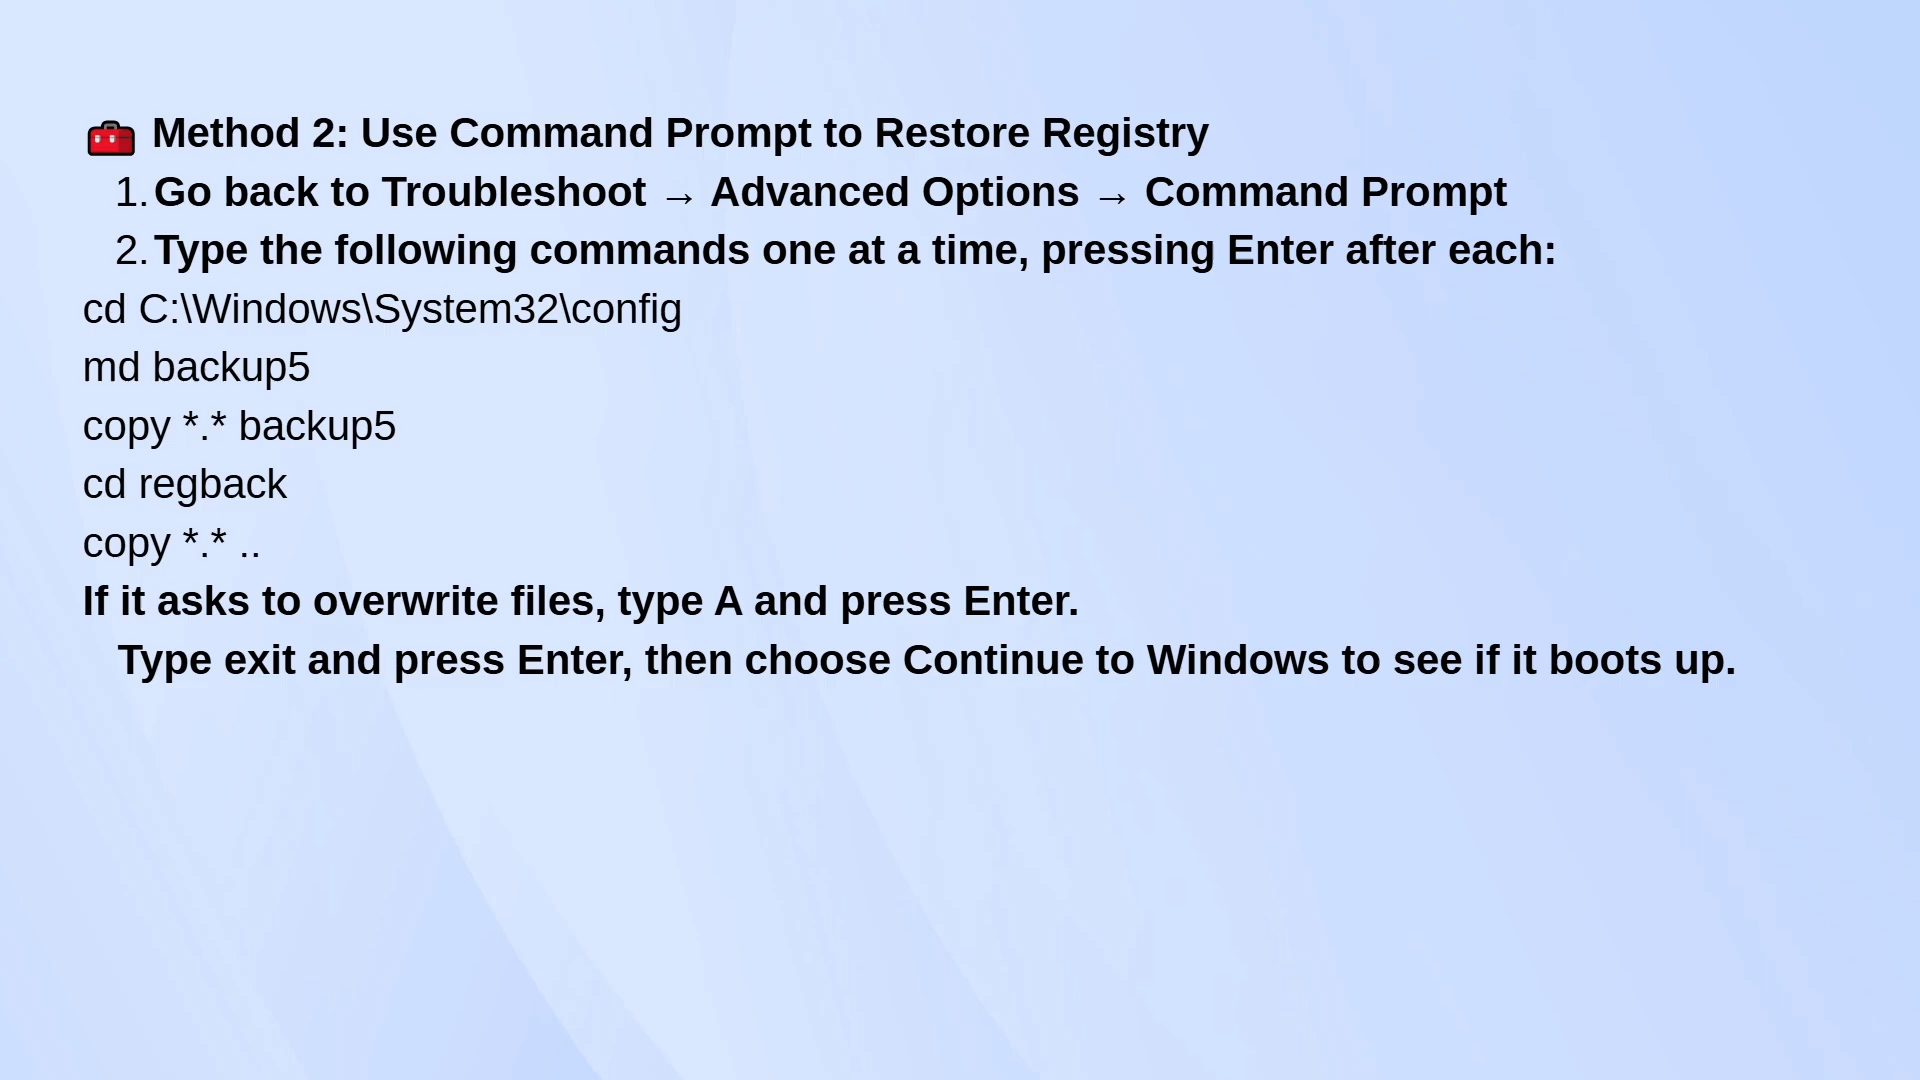 🧰 Method 2: Use Command Prompt to Restore Registry
1. Go back to Troubleshoot → Advanced Options → Command Prompt
2. Type the following commands one at a time, pressing Enter after each:
cd C:\Windows\System32\config
md backup5
copy *.* backup5
cd regback
copy *.* ..
If it asks to overwrite files, type A and press Enter.
Type exit and press Enter, then choose Continue to Windows to see if it boots up.